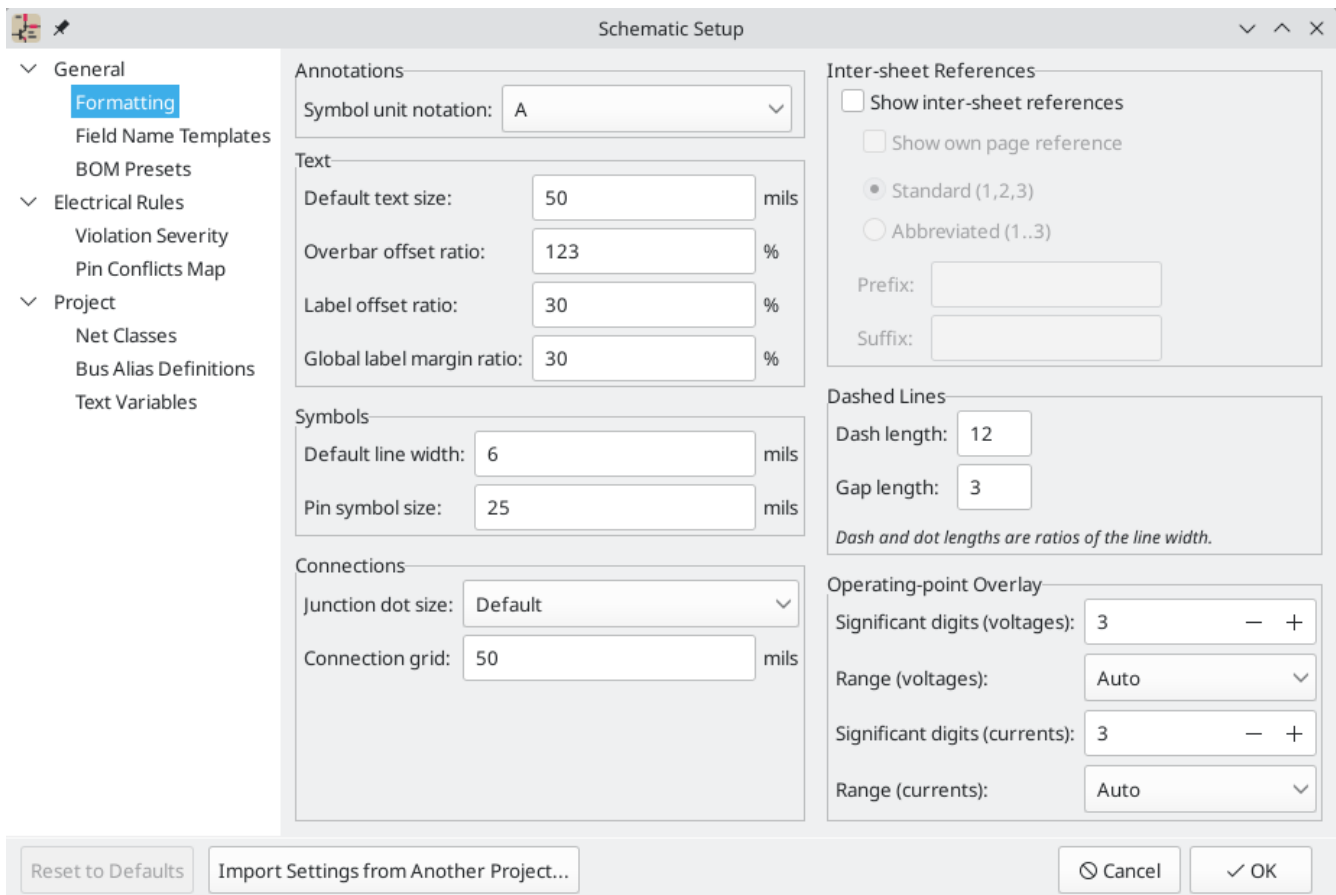 Schematic Setup
General
Formatting
Field Name Templates
BOM Presets
Electrical Rules
Violation Severity
Pin Conflicts Map
Project
Net Classes
Bus Alias Definitions
Text Variables
Annotations
Symbol unit notation: A
Text
Default text size: 50 mils
Overbar offset ratio: 123 %
Label offset ratio: 30 %
Global label margin ratio: 30 %
Symbols
Default line width: 6 mils
Pin symbol size: 25 mils
Connections
Junction dot size: Default
Connection grid: 50 mils
Inter-sheet References
Show inter-sheet references
Show own page reference
Standard (1,2,3)
Abbreviated (1..3)
Prefix:
Suffix:
Dashed Lines
Dash length: 12
Gap length: 3
Dash and dot lengths are ratios of the line width.
Operating-point Overlay
Significant digits (voltages): 3
Range (voltages): Auto
Significant digits (currents): 3
Range (currents): Auto
Reset to Defaults
Import Settings from Another Project...
Cancel
OK